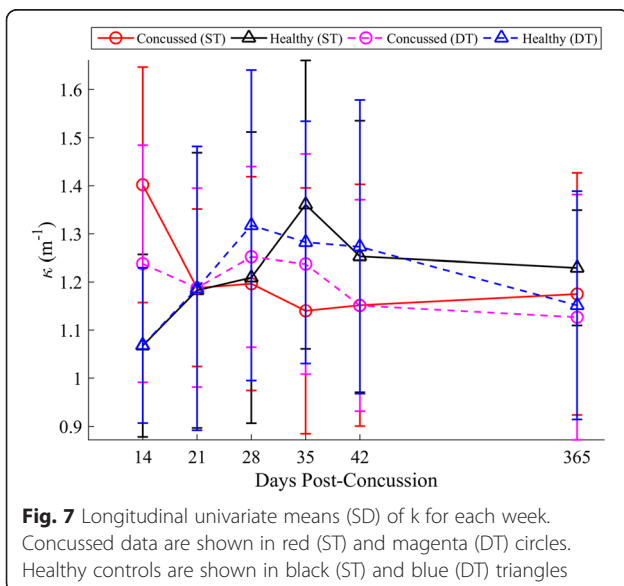 Concussed (ST) Healthy (ST) Concussed (DT) Healthy (DT)
1.6
1.5
1.4
1.3
1.2
1.1
1
0.9
κ (m⁻¹)
14 21 28 35 42 365
Days Post-Concussion
Fig. 7 Longitudinal univariate means (SD) of k for each week.
Concussed data are shown in red (ST) and magenta (DT) circles.
Healthy controls are shown in black (ST) and blue (DT) triangles